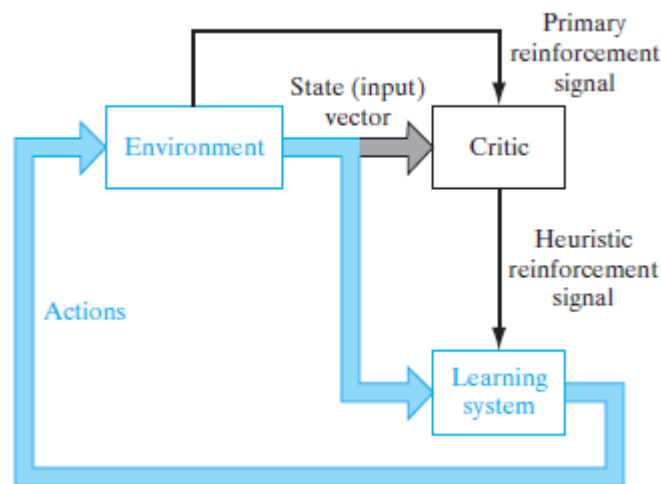 Primary
reinforcement
signal
State (input)
vector
Environment
Critic
Heuristic
reinforcement
signal
Actions
Learning
system